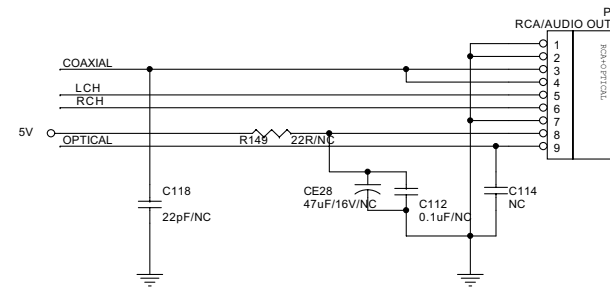 P
RCA/AUDIO OUT
1
2
COAXIAL
3
4
LCH
5
RCH
6
7
5V
8
OPTICAL
R149
22R/NC
9
RCA+OPTICAL
C118
22pF/NC
CE28
47uF/16V/NC
C112
0.1uF/NC
C114
NC